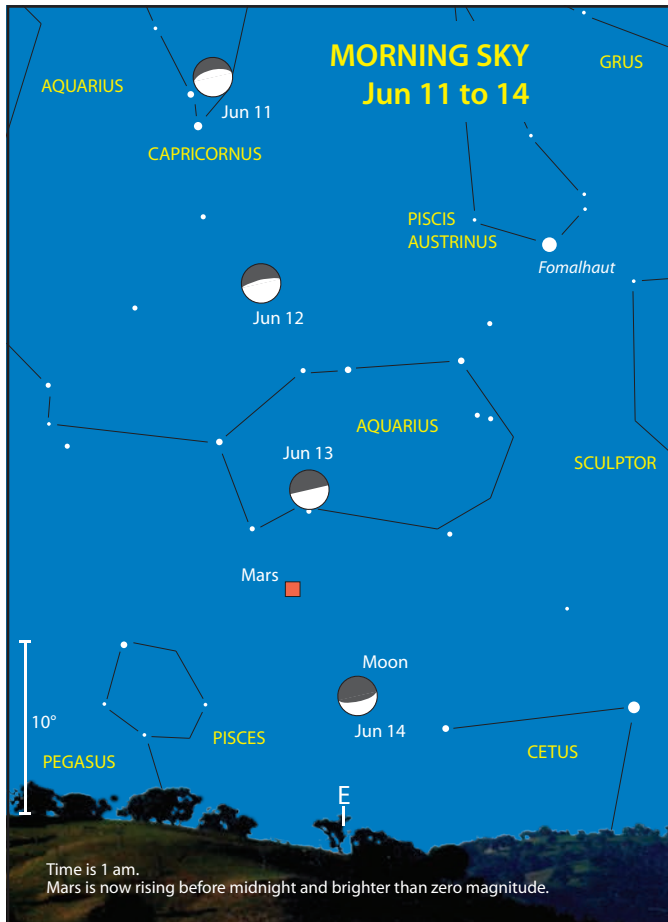 MORNING SKY
Jun 11 to 14
GRUS
AQUARIUS
Jun 11
CAPRICORNUS
PISCIS
AUSTRINUS
Fomalhaut
Jun 12
AQUARIUS
Jun 13
SCULPTOR
Mars
Moon
10°
Jun 14
PISCES
PEGASUS
CETUS
E
Time is 1 am.
Mars is now rising before midnight and brighter than zero magnitude.